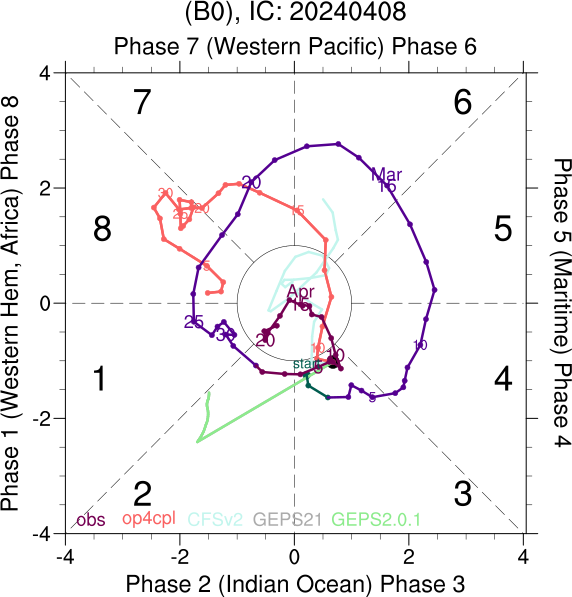 (B0), IC: 20240408
Phase 7 (Western Pacific) Phase 6
4
7
6
Phase 1 (Western Hem, Africa) Phase 8
Phase 5 (Maritime) Phase 4
Mar
15
20
30
20
25
5
2
8
5
5
Apr
15
0
25
30
20
10
10
10
5
start
-2
1
4
5
2
3
obs op4cpl CFSv2 GEPS21 GEPS2.0.1
-4
-4 -2 0 2 4
Phase 2 (Indian Ocean) Phase 3